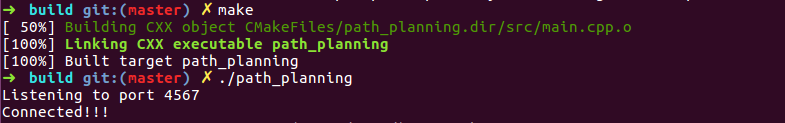 ➜ build git:(master) ✗ make
[ 50%] Building CXX object CMakeFiles/path_planning.dir/src/main.cpp.o
[100%] Linking CXX executable path_planning
[100%] Built target path_planning
➜ build git:(master) ✗ ./path_planning
Listening to port 4567
Connected!!!